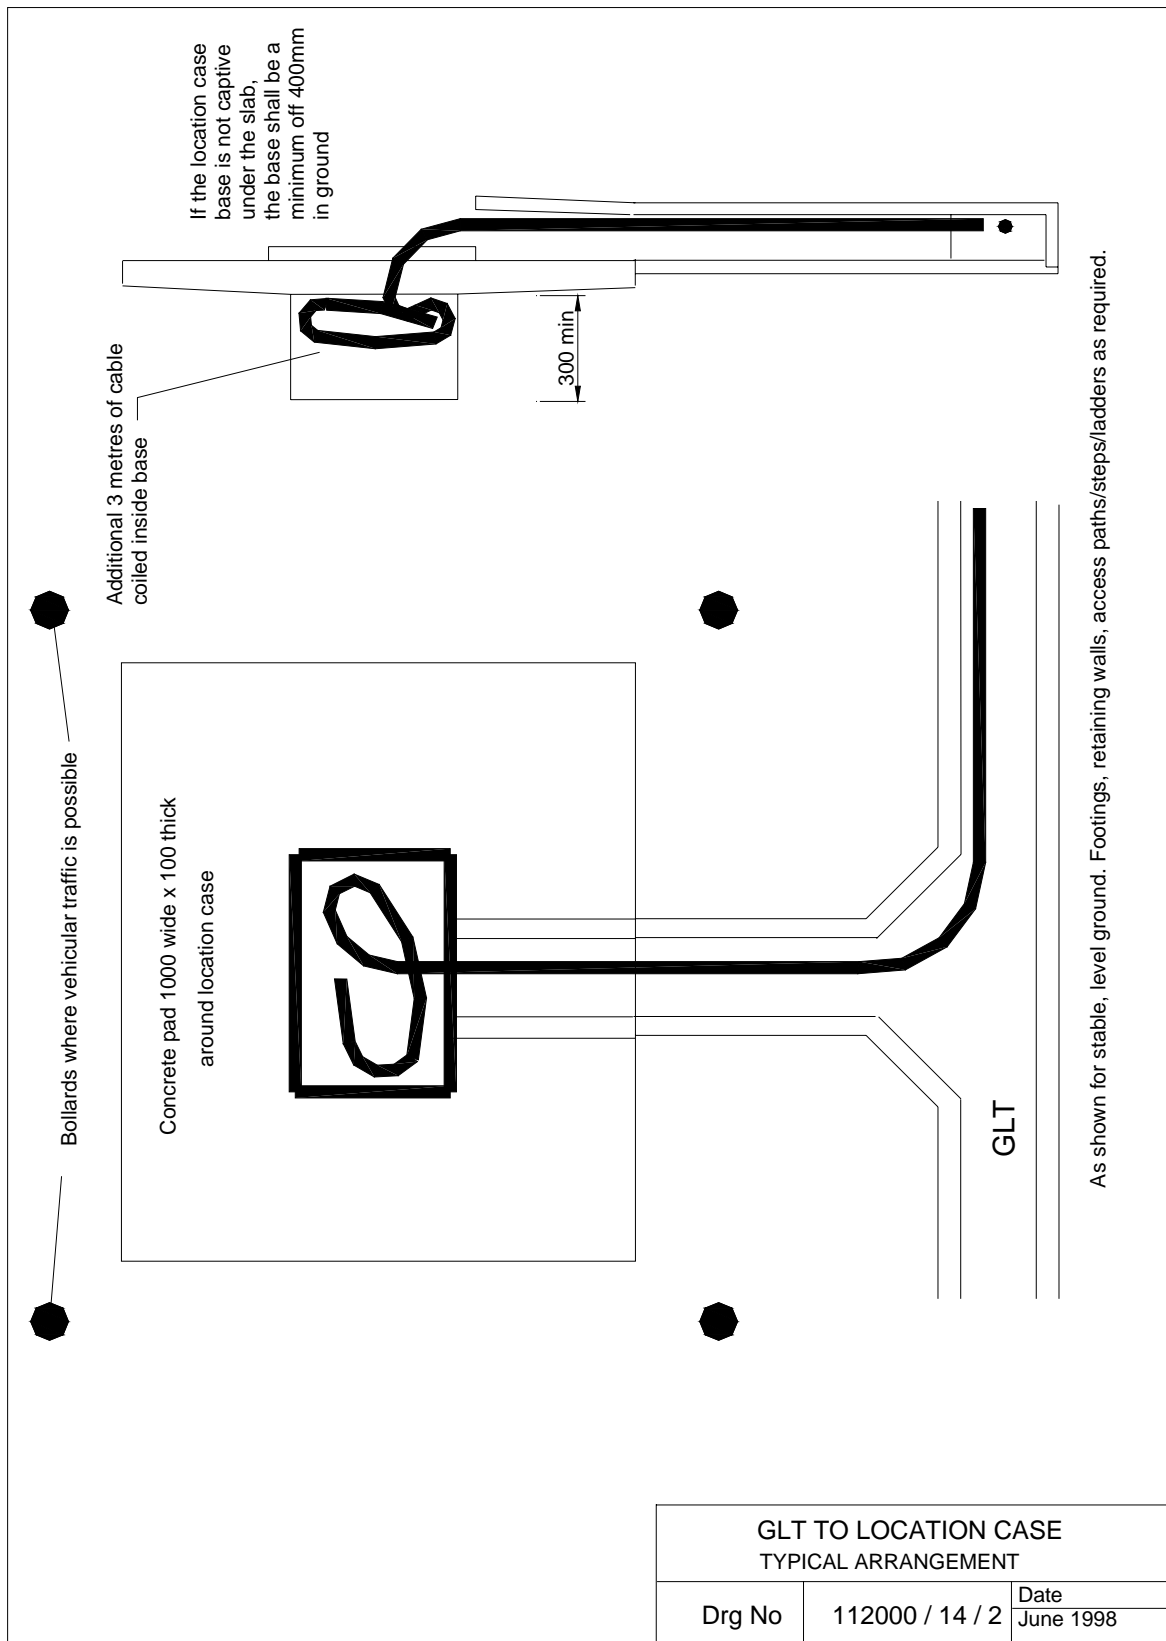 If the location case
base is not captive
under the slab,
the base shall be a
minimum off 400mm
in ground
Additional 3 metres of cable
coiled inside base
300 min
Bollards where vehicular traffic is possible
Concrete pad 1000 wide x 100 thick
around location case
GLT
As shown for stable, level ground. Footings, retaining walls, access paths/steps/ladders as required.
GLT TO LOCATION CASE
TYPICAL ARRANGEMENT
Drg No
112000 / 14 / 2
Date
June 1998